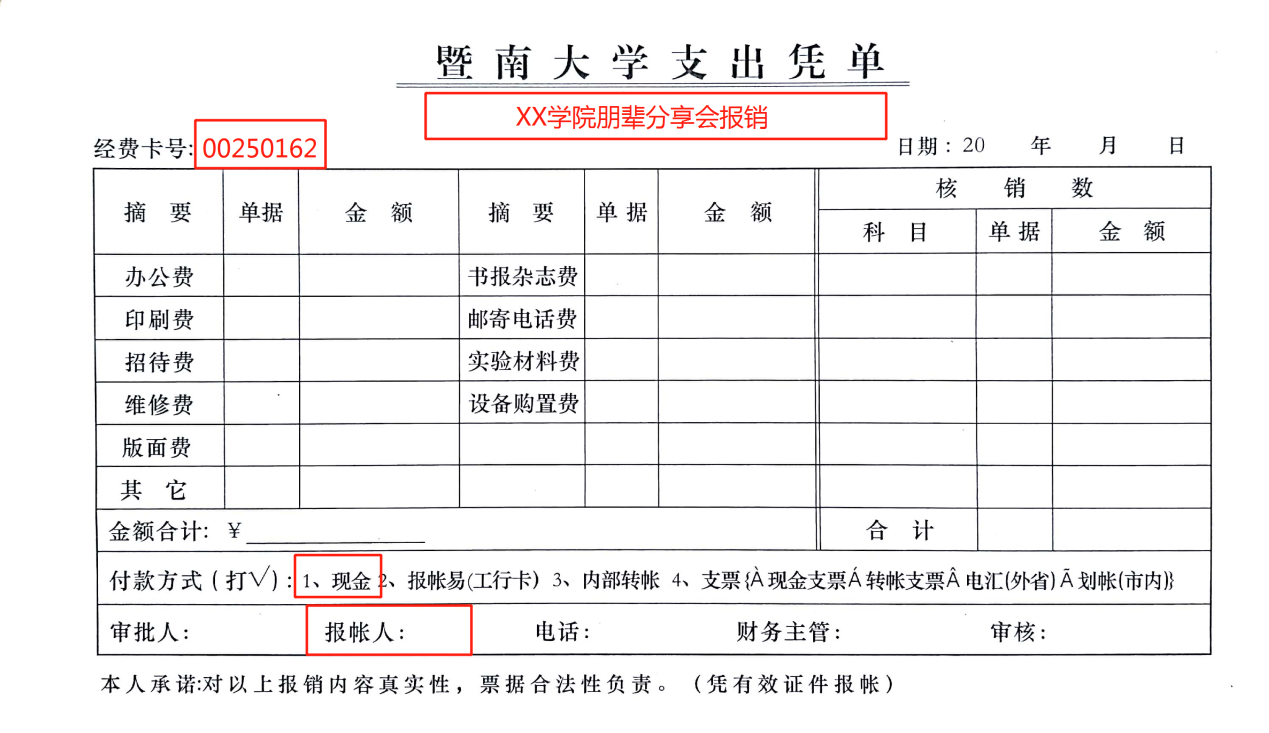 暨南大学支出凭单
XX学院朋辈分享会报销
经费卡号: 00250162 日期: 20 年 月 日
摘 要 单据 金 额 摘 要 单据 金 额 核 销 数
科 目 单据 金 额
办公费 书报杂志费
印刷费 邮寄电话费
招待费 实验材料费
维修费 设备购置费
版面费
其 它
金额合计: ¥ 合 计
付款方式(打√): 1、现金 2、报帐易(工行卡) 3、内部转帐 4、支票{À现金支票Á转帐支票Â电汇(外省)Ã划帐(市内)}
审批人: 报帐人: 电话: 财务主管: 审核:
本人承诺:对以上报销内容真实性，票据合法性负责。（凭有效证件报帐）